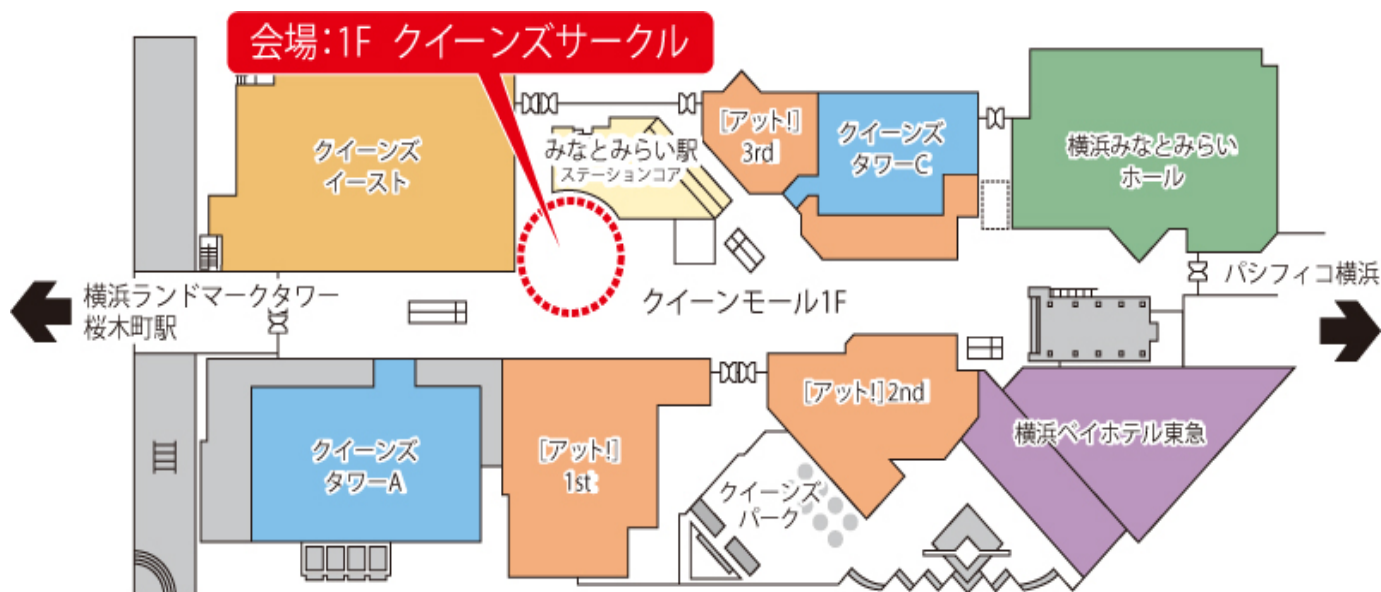 会場:1F クイーンズサークル
クイーンズ
イースト
みなとみらい駅
ステーションコア
[アット!]
3rd
クイーンズ
タワーC
横浜みなとみらい
ホール
横浜ランドマークタワー
桜木町駅
クイーンモール1F
パシフィコ横浜
クイーンズ
タワーA
[アット!]
1st
[アット!]2nd
クイーンズ
パーク
横浜ベイホテル東急